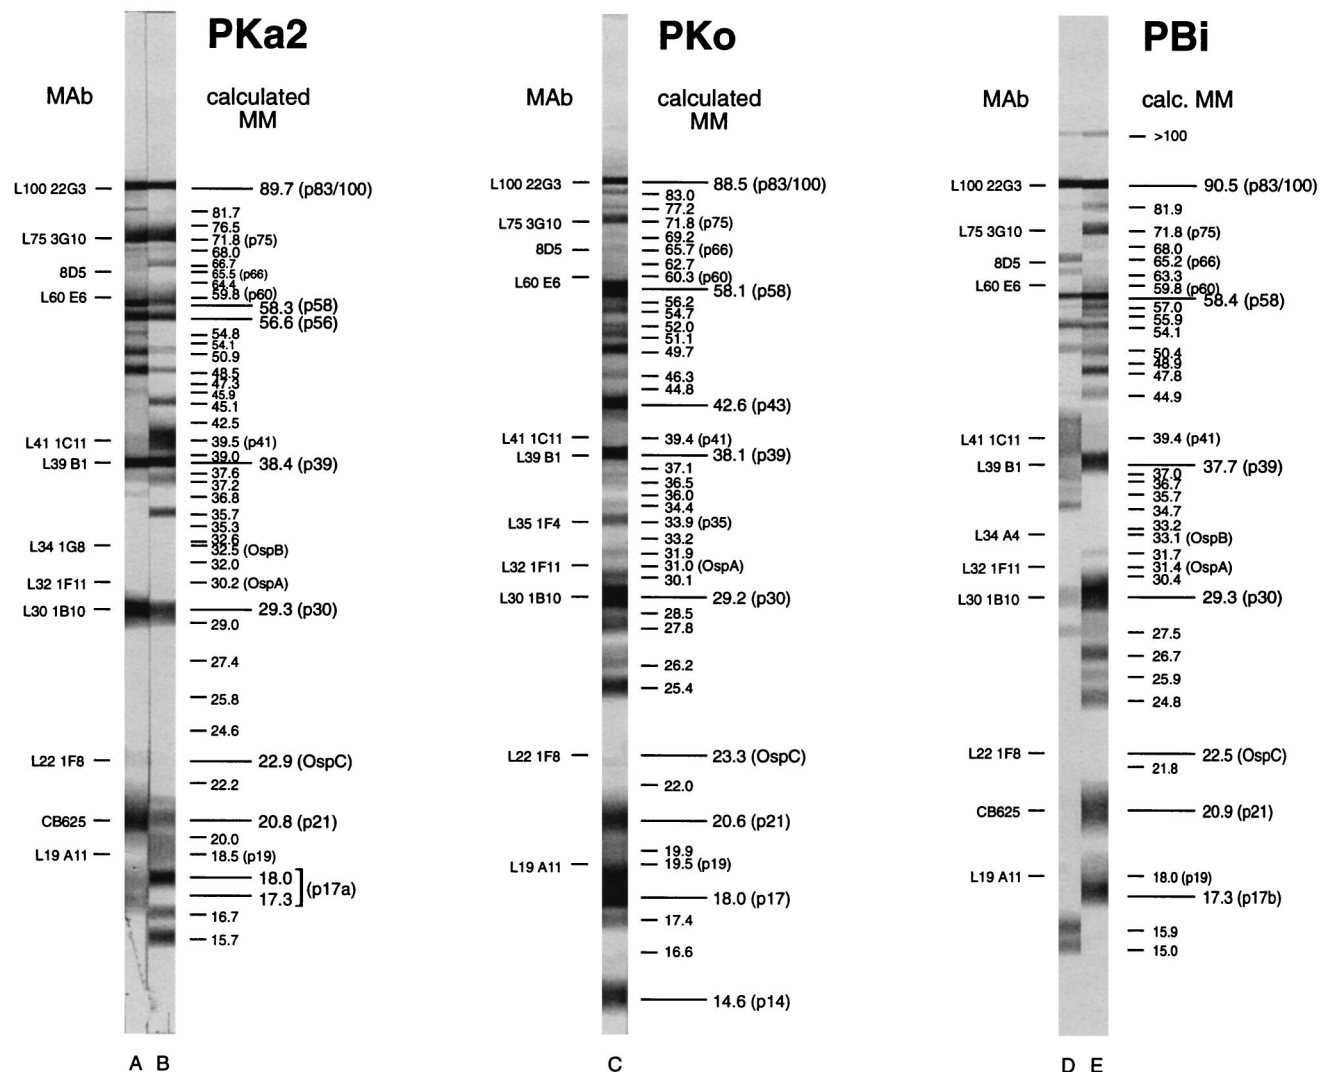 PKa2
MAb
calculated
MM
L100 22G3
89.7 (p83/100)
81.7
76.5
L75 3G10
71.8 (p75)
68.0
66.7
8D5
65.5 (p66)
64.4
L60 E6
59.8 (p60)
58.3 (p58)
56.6 (p56)
54.8
54.1
50.9
48.5
47.3
45.9
45.1
42.5
L41 1C11
39.5 (p41)
39.0
L39 B1
38.4 (p39)
37.6
37.2
36.8
35.7
35.3
32.6
L34 1G8
32.5 (OspB)
32.0
L32 1F11
30.2 (OspA)
L30 1B10
29.3 (p30)
29.0
27.4
25.8
24.6
L22 1F8
22.9 (OspC)
22.2
CB625
20.8 (p21)
20.0
L19 A11
18.5 (p19)
18.0
17.3
(p17a)
16.7
15.7
A B
PKo
MAb
calculated
MM
L100 22G3
88.5 (p83/100)
83.0
77.2
L75 3G10
71.8 (p75)
69.2
8D5
65.7 (p66)
62.7
L60 E6
60.3 (p60)
58.1 (p58)
56.2
54.7
52.0
51.1
49.7
46.3
44.8
42.6 (p43)
L41 1C11
39.4 (p41)
L39 B1
38.1 (p39)
37.1
36.5
36.0
34.4
L35 1F4
33.9 (p35)
33.2
31.9
L32 1F11
31.0 (OspA)
30.1
L30 1B10
29.2 (p30)
28.5
27.8
26.2
25.4
L22 1F8
23.3 (OspC)
22.0
20.6 (p21)
19.9
L19 A11
19.5 (p19)
18.0 (p17)
17.4
16.6
14.6 (p14)
C
PBi
MAb
calc. MM
>100
L100 22G3
90.5 (p83/100)
81.9
L75 3G10
71.8 (p75)
68.0
8D5
65.2 (p66)
63.3
L60 E6
59.8 (p60)
58.4 (p58)
57.0
55.9
54.1
50.4
48.9
47.8
44.9
L41 1C11
39.4 (p41)
L39 B1
37.7 (p39)
37.0
36.7
35.7
34.7
33.2
L34 A4
33.1 (OspB)
31.7
L32 1F11
31.4 (OspA)
30.4
L30 1B10
29.3 (p30)
27.5
26.7
25.9
24.8
L22 1F8
22.5 (OspC)
21.8
CB625
20.9 (p21)
L19 A11
18.0 (p19)
17.3 (p17b)
15.9
15.0
D E